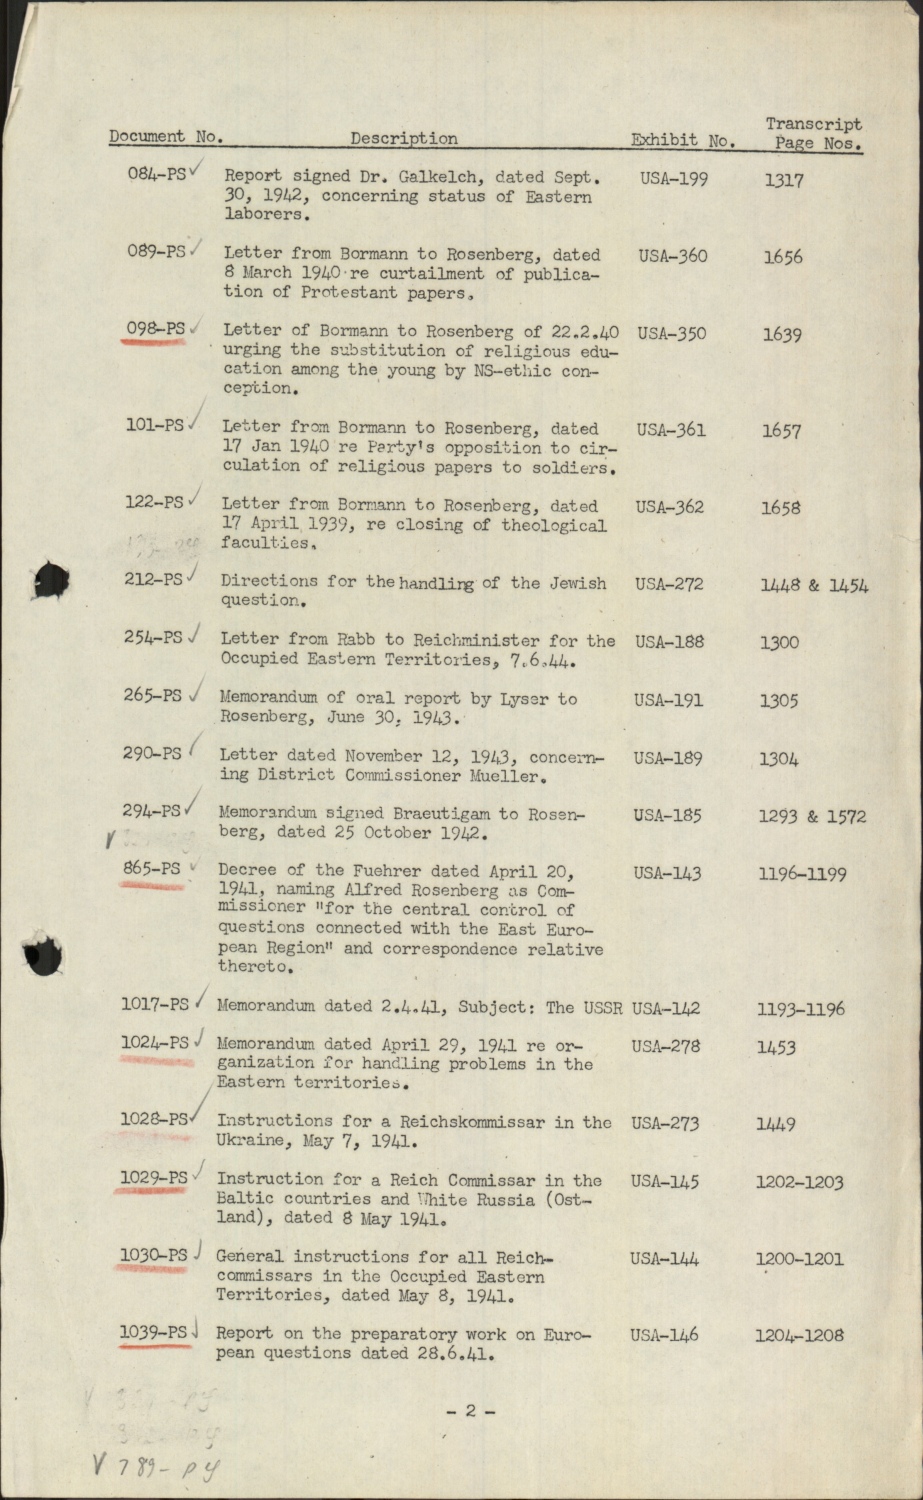 Transcript
Document No. Description Exhibit No. Page Nos.
084-PS✓ Report signed Dr. Galkelch, dated Sept. USA-199 1317
30, 1942, concerning status of Eastern
laborers.
089-PS✓ Letter from Bormann to Rosenberg, dated USA-360 1656
8 March 1940 re curtailment of publica-
tion of Protestant papers.
098-PS✓ Letter of Bormann to Rosenberg of 22.2.40 USA-350 1639
urging the substitution of religious edu-
cation among the young by NS-ethic con-
ception.
101-PS✓ Letter from Bormann to Rosenberg, dated USA-361 1657
17 Jan 1940 re Party's opposition to cir-
culation of religious papers to soldiers.
122-PS✓ Letter from Bormann to Rosenberg, dated USA-362 1658
17 April 1939, re closing of theological
faculties.
212-PS✓ Directions for the handling of the Jewish USA-272 1448 & 1454
question.
254-PS✓ Letter from Rabb to Reichminister for the USA-188 1300
Occupied Eastern Territories, 7.6.44.
265-PS✓ Memorandum of oral report by Lyser to USA-191 1305
Rosenberg, June 30, 1943.
290-PS✓ Letter dated November 12, 1943, concern- USA-189 1304
ing District Commissioner Mueller.
294-PS✓ Memorandum signed Braeutigam to Rosen- USA-185 1293 & 1572
berg, dated 25 October 1942.
865-PS✓ Decree of the Fuehrer dated April 20, USA-143 1196-1199
1941, naming Alfred Rosenberg as Com-
missioner "for the central control of
questions connected with the East Euro-
pean Region" and correspondence relative
thereto.
1017-PS✓ Memorandum dated 2.4.41, Subject: The USSR USA-142 1193-1196
1024-PS✓ Memorandum dated April 29, 1941 re or- USA-278 1453
ganization for handling problems in the
Eastern territories.
1028-PS✓ Instructions for a Reichskommissar in the USA-273 1449
Ukraine, May 7, 1941.
1029-PS✓ Instruction for a Reich Commissar in the USA-145 1202-1203
Baltic countries and White Russia (Ost-
land), dated 8 May 1941.
1030-PS✓ General instructions for all Reich- USA-144 1200-1201
commissars in the Occupied Eastern
Territories, dated May 8, 1941.
1039-PS✓ Report on the preparatory work on Euro- USA-146 1204-1208
pean questions dated 28.6.41.
- 2 -
✓ 789-PS